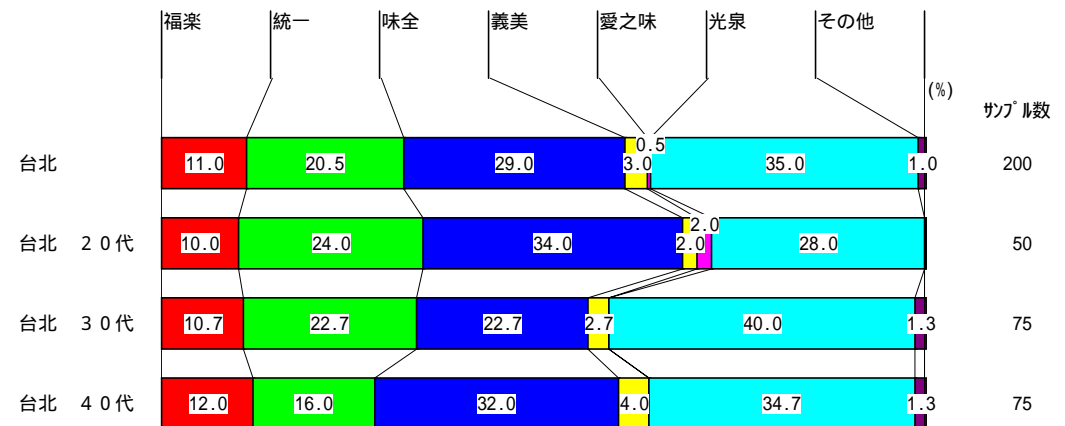 福楽 統一 味全 義美 愛之味 光泉 その他
(%)
ｻﾝﾌﾟﾙ数
台北 11.0 20.5 29.0 3.0 0.5 35.0 1.0 200
台北 ２０代 10.0 24.0 34.0 2.0 2.0 28.0 50
台北 ３０代 10.7 22.7 22.7 2.7 40.0 1.3 75
台北 ４０代 12.0 16.0 32.0 4.0 34.7 1.3 75